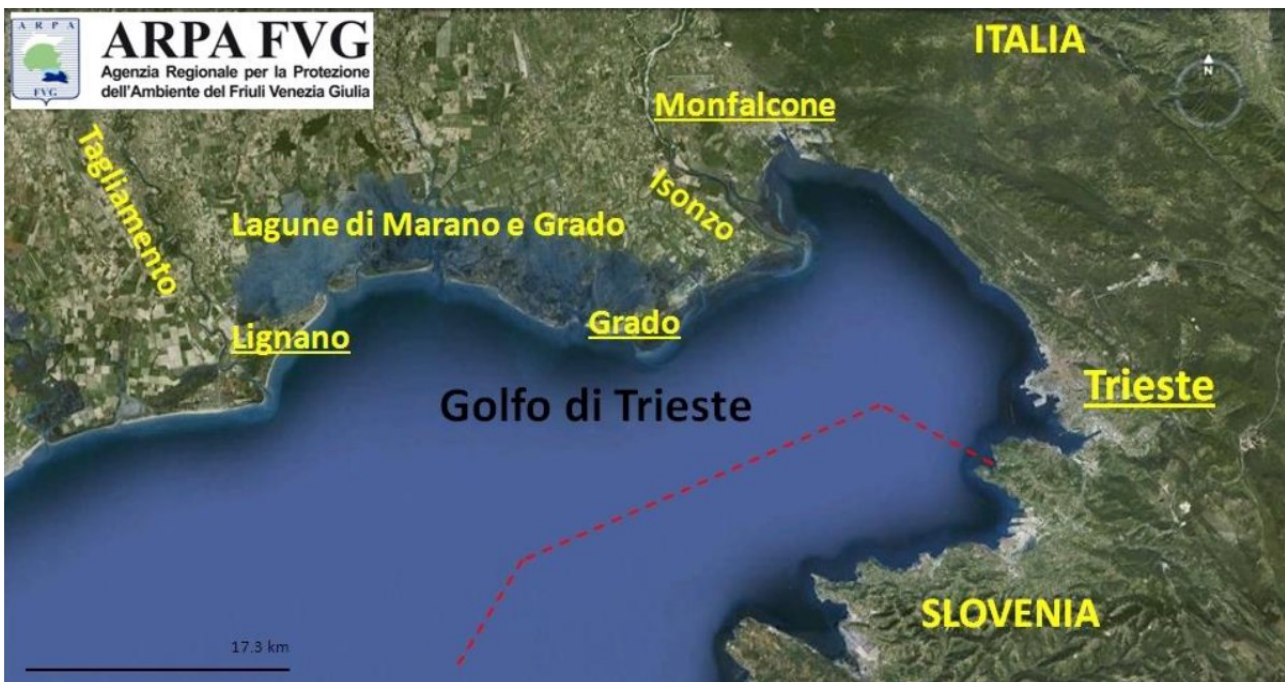 A R P A
FVG
ARPA FVG
Agenzia Regionale per la Protezione
dell'Ambiente del Friuli Venezia Giulia
ITALIA
N
Monfalcone
Tagliamento
Isonzo
Lagune di Marano e Grado
Lignano
Grado
Trieste
Golfo di Trieste
SLOVENIA
17.3 km